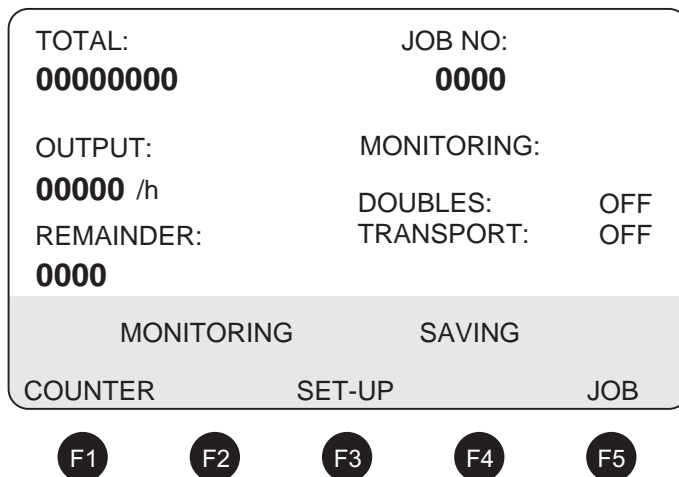 TOTAL: JOB NO:
00000000 0000
OUTPUT: MONITORING:
00000 /h
DOUBLES: OFF
REMAINDER: TRANSPORT: OFF
0000
MONITORING SAVING
COUNTER SET-UP JOB
F1 F2 F3 F4 F5